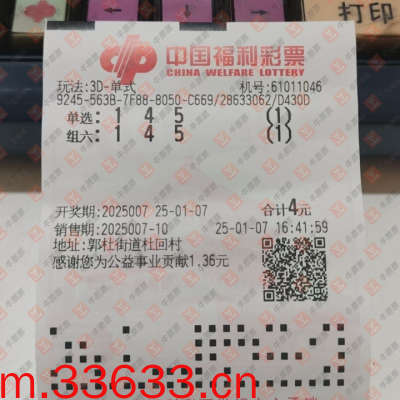 打印
中国福利彩票
CHINA WELFARE LOTTERY
玩法:3D-单式 机号:61011046
9245-563B-7F88-8050-C669/28633062/D430D
单选: 1 4 5 (1)
组六: 1 4 5 (1)
开奖期:2025007 25-01-07 合计4元
销售期:2025007-10 25-01-07 16:41:59
地址:郭杜街道杜回村
感谢您为公益事业贡献1.36元
m.33633.cn